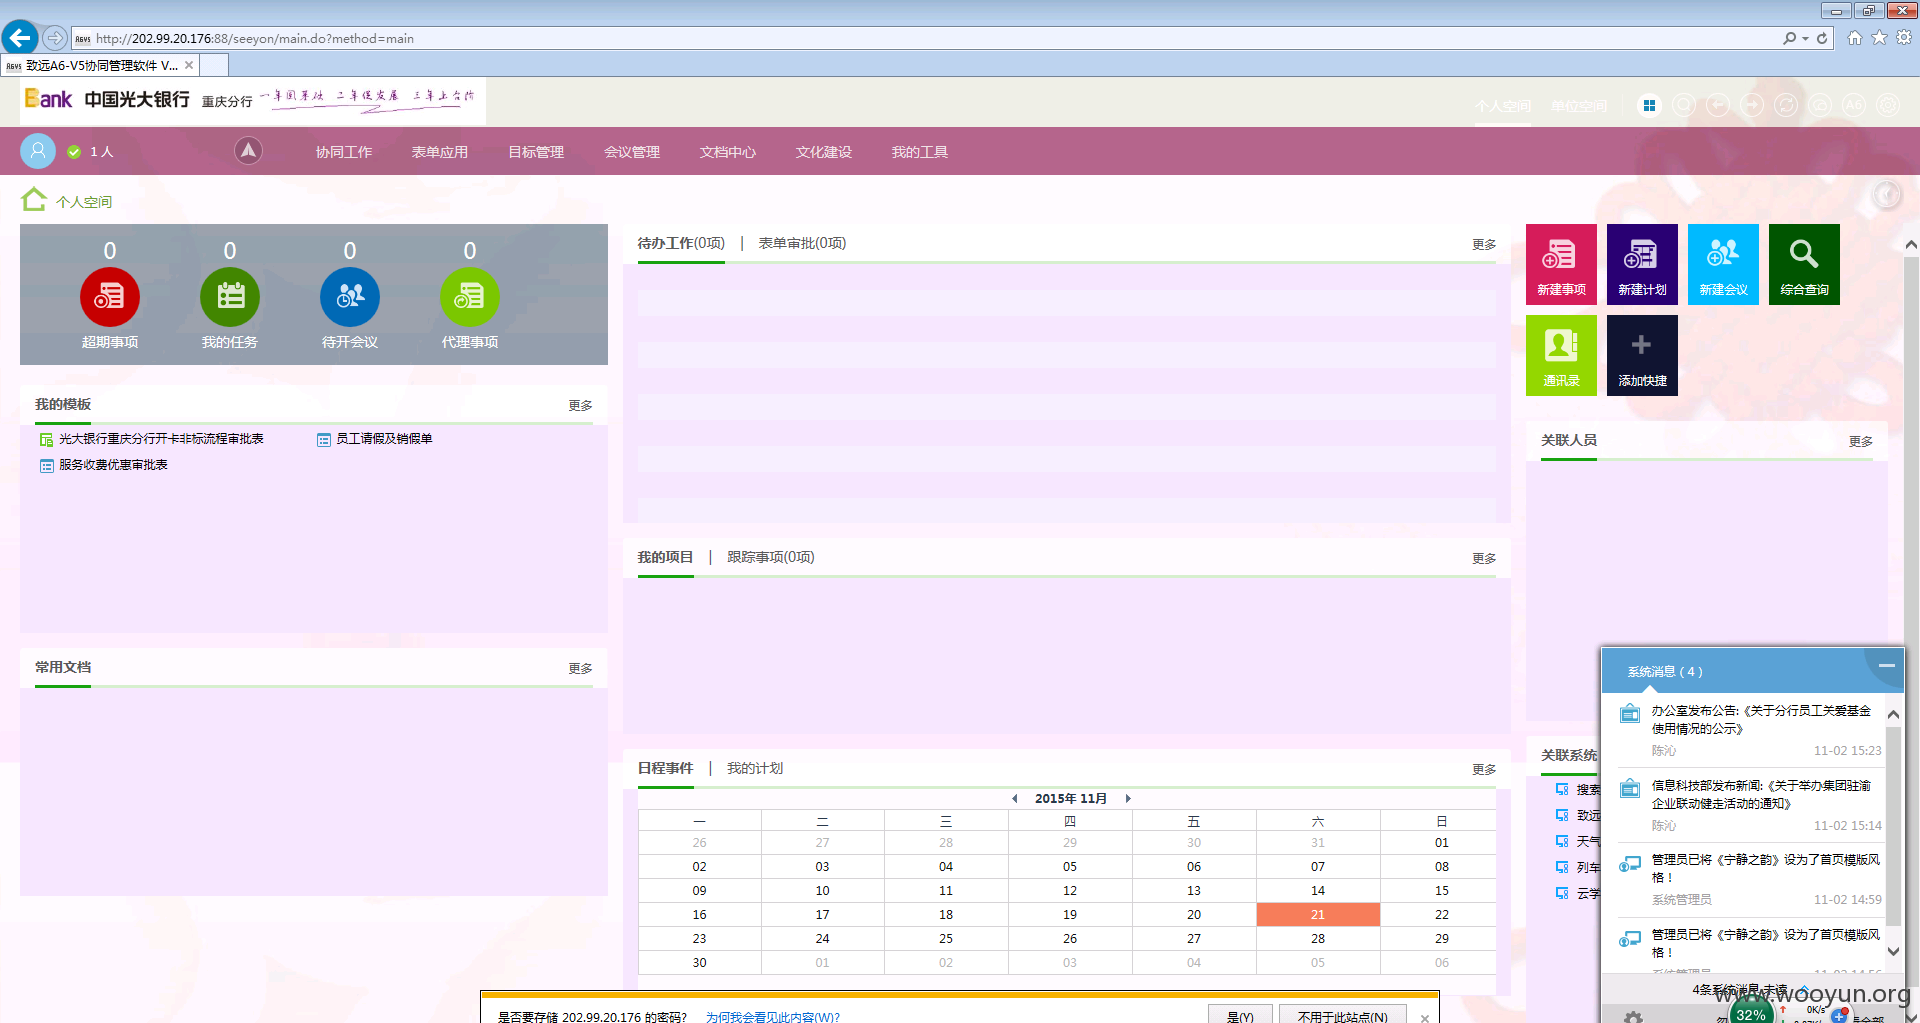 http://202.99.20.176:88/seeyon/main.do?method=main
A6V5 致远A6-V5协同管理软件 V...
Bank 中国光大银行 重庆分行 一年固基础 二年促发展 三年上台阶
个人空间 单位空间 A6
1人 协同工作 表单应用 目标管理 会议管理 文档中心 文化建设 我的工具
个人空间
0 0 0 0
超期事项 我的任务 待开会议 代理事项
待办工作(0项) | 表单审批(0项) 更多
新建事项 新建计划 新建会议 综合查询
通讯录 添加快捷
我的模板 更多
光大银行重庆分行开卡非标流程审批表 员工请假及销假单
服务收费优惠审批表
关联人员 更多
我的项目 | 跟踪事项(0项) 更多
常用文档 更多
日程事件 | 我的计划 更多
2015年 11月
一 二 三 四 五 六 日
26 27 28 29 30 31 01
02 03 04 05 06 07 08
09 10 11 12 13 14 15
16 17 18 19 20 21 22
23 24 25 26 27 28 29
30 01 02 03 04 05 06
关联系统
搜索
致远
天气
列车
云学
系统消息 ( 4 )
办公室发布公告:《关于分行员工关爱基金
使用情况的公示》
陈沁 11-02 15:23
信息科技部发布新闻:《关于举办集团驻渝
企业联动健走活动的通知》
陈沁 11-02 15:14
管理员已将《宁静之韵》设为了首页模版风
格！
系统管理员 11-02 14:59
管理员已将《宁静之韵》设为了首页模版风
格！
系统管理员 11-02 14:56
4条系统消息,未读
www.wooyun.org
32% 0K/s
是否要存储 202.99.20.176 的密码? 为何我会看见此内容(W)? 是(Y) 不用于此站点(N)